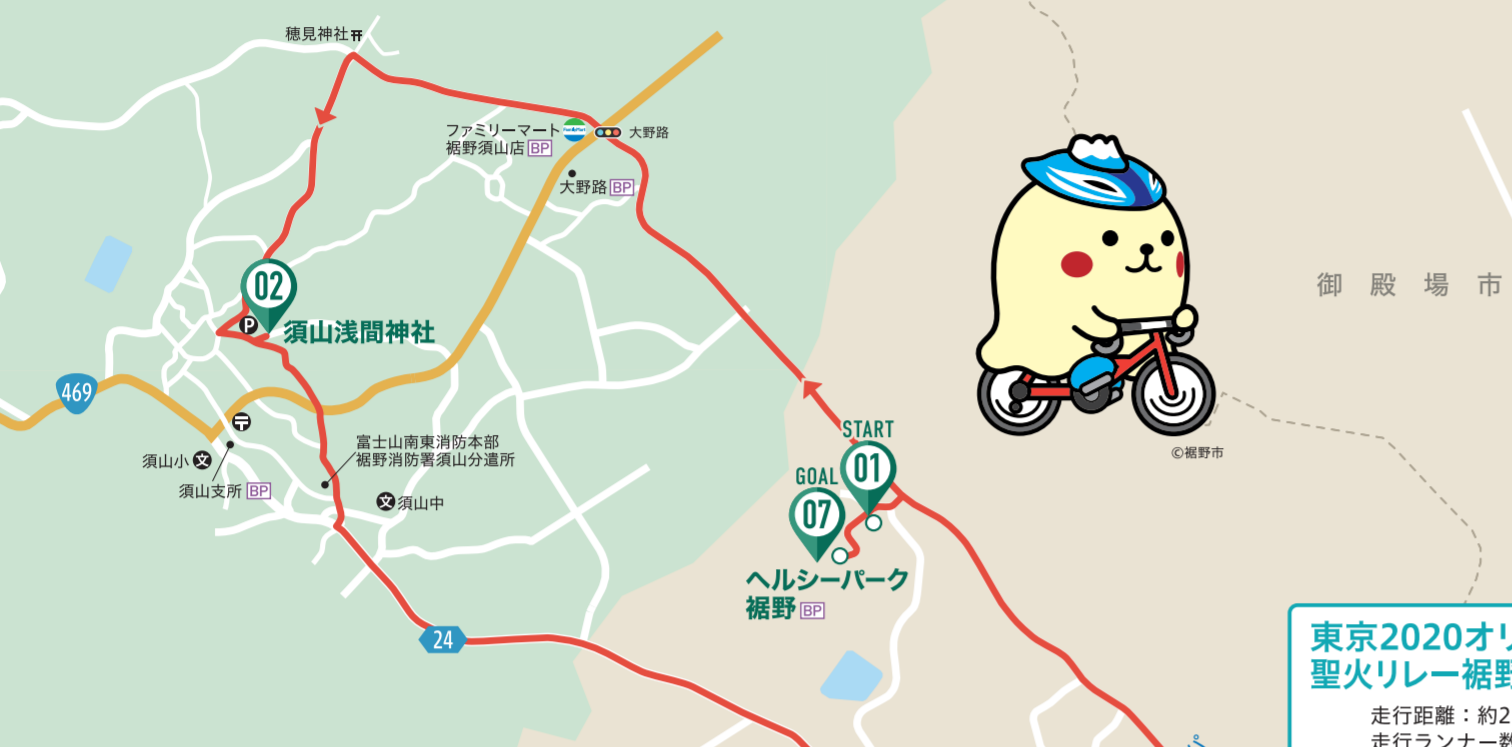 穂見神社
ファミリーマート
裾野須山店 BP
FamilyMart
大野路
大野路 BP
02
P
須山浅間神社
469
富士山南東消防本部
裾野消防署須山分遣所
須山小 文
須山支所 BP
文 須山中
24
START
01
GOAL
07
ヘルシーパーク
裾野 BP
御殿場市
©裾野市
東京2020オリ
聖火リレー裾野
走行距離：約2
走行ランナー数